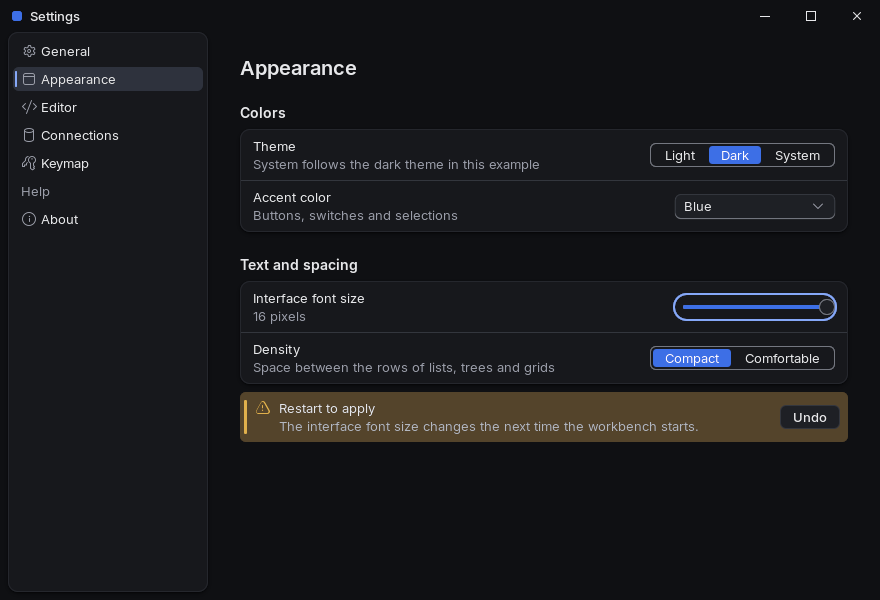 Settings
General
Appearance
Editor
Connections
Keymap
Help
About
Appearance
Colors
Theme
System follows the dark theme in this example
Light Dark System
Accent color
Buttons, switches and selections
Blue
Text and spacing
Interface font size
16 pixels
Density
Space between the rows of lists, trees and grids
Compact Comfortable
Restart to apply
The interface font size changes the next time the workbench starts.
Undo